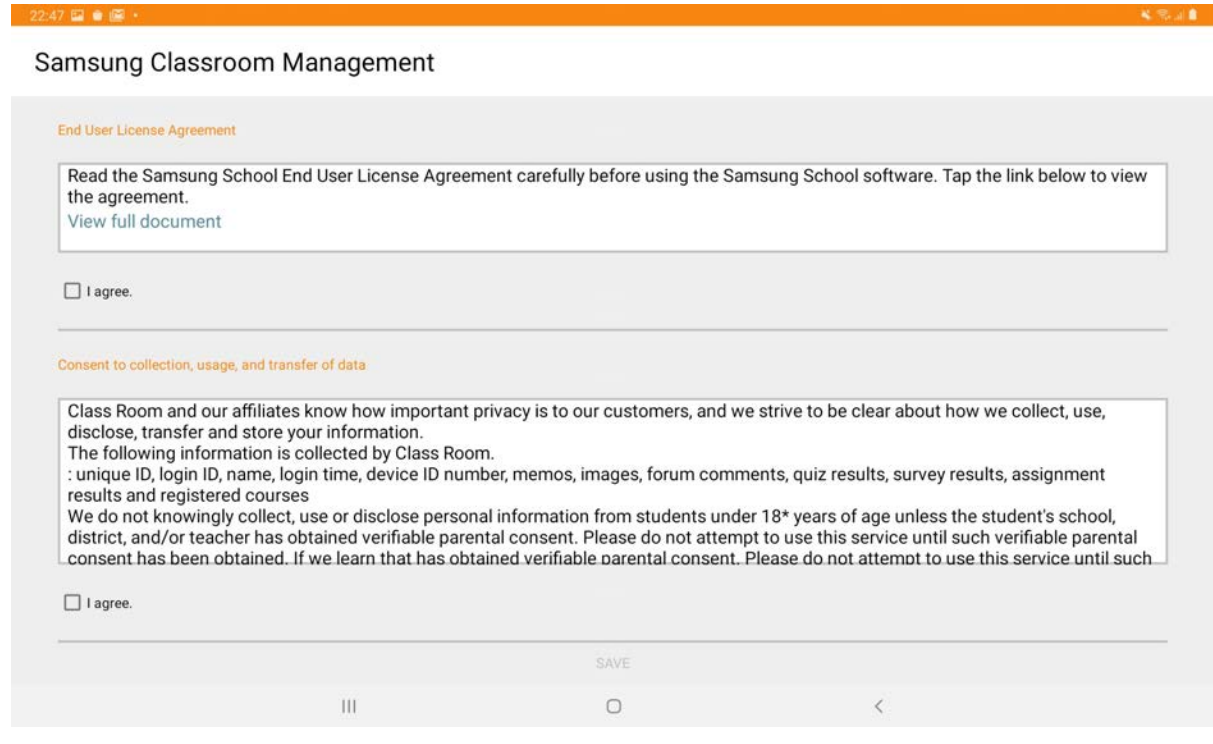 22:47
Samsung Classroom Management
End User License Agreement
Read the Samsung School End User License Agreement carefully before using the Samsung School software. Tap the link below to view
the agreement.
View full document
I agree.
Consent to collection, usage, and transfer of data
Class Room and our affiliates know how important privacy is to our customers, and we strive to be clear about how we collect, use,
disclose, transfer and store your information.
The following information is collected by Class Room.
: unique ID, login ID, name, login time, device ID number, memos, images, forum comments, quiz results, survey results, assignment
results and registered courses
We do not knowingly collect, use or disclose personal information from students under 18* years of age unless the student's school,
district, and/or teacher has obtained verifiable parental consent. Please do not attempt to use this service until such verifiable parental
consent has been obtained. If we learn that has obtained verifiable parental consent. Please do not attempt to use this service until such
I agree.
SAVE